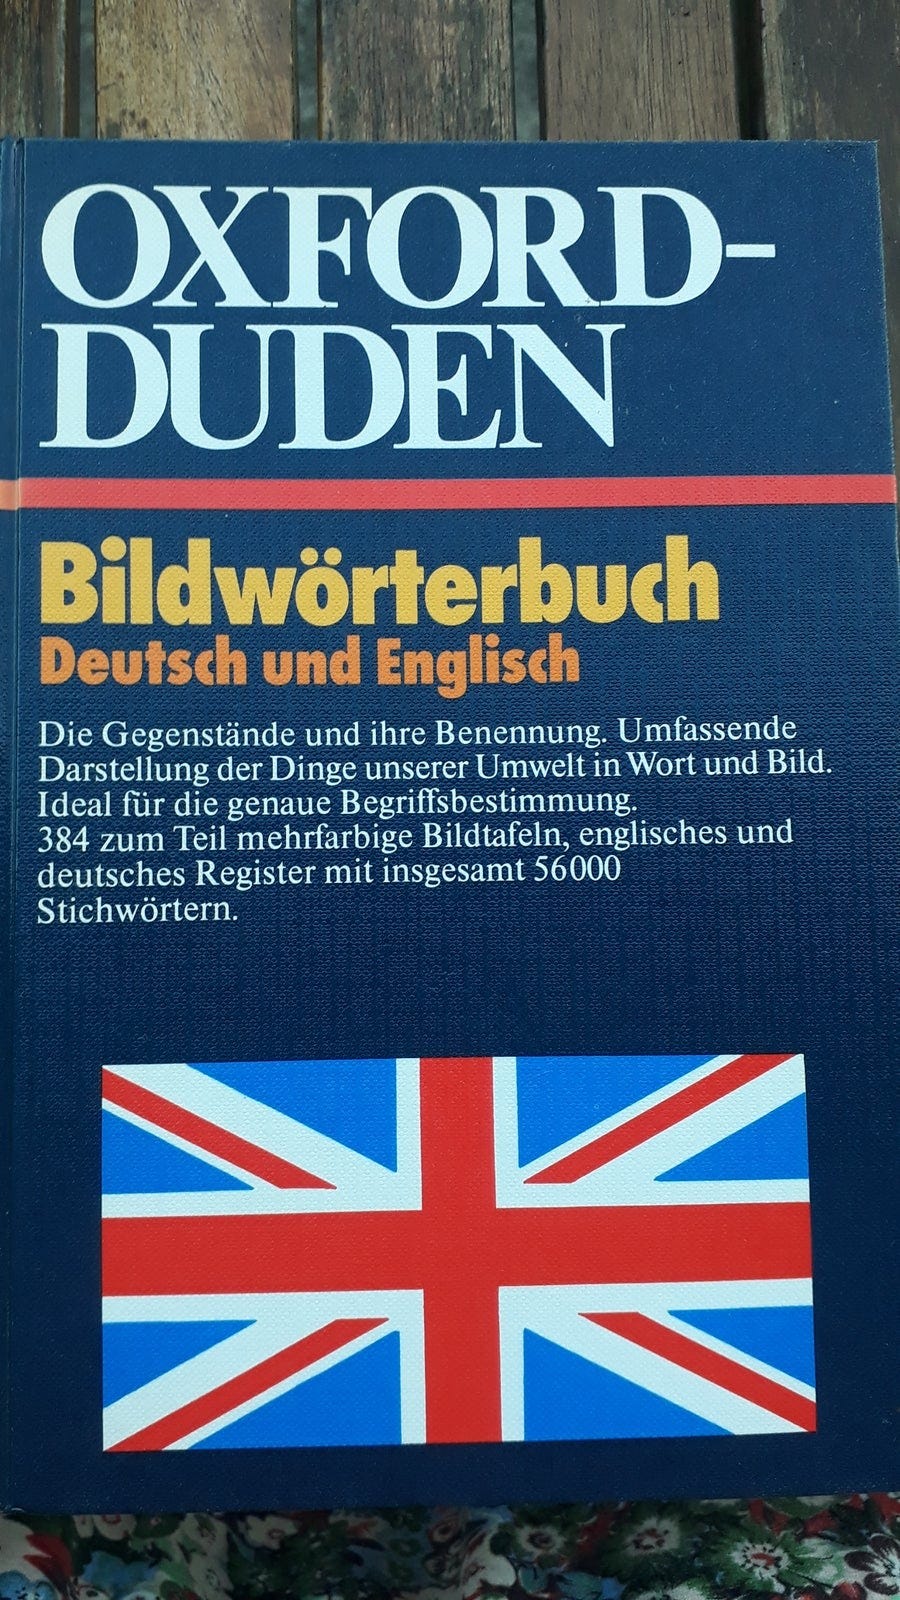 OXFORD-
DUDEN
Bildwörterbuch
Deutsch und Englisch
Die Gegenstände und ihre Benennung. Umfassende
Darstellung der Dinge unserer Umwelt in Wort und Bild.
Ideal für die genaue Begriffsbestimmung.
384 zum Teil mehrfarbige Bildtafeln, englisches und
deutsches Register mit insgesamt 56000
Stichwörtern.